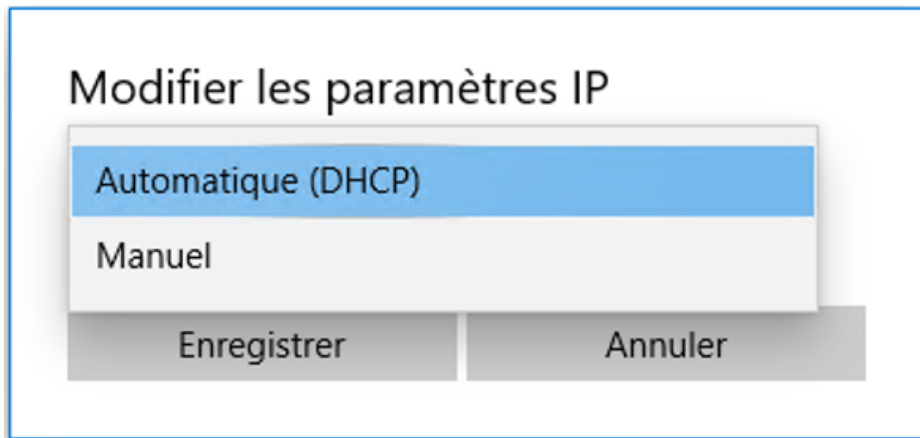 Modifier les paramètres IP
Automatique (DHCP)
Manuel
Enregistrer
Annuler